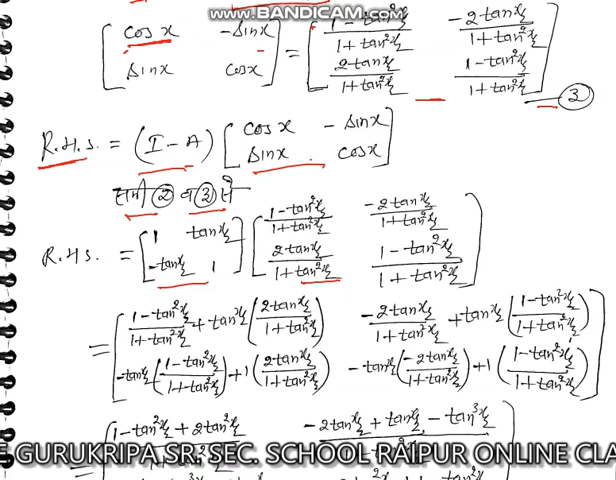 WWW.BANDICAM.com
[cos x  -sin x; sin x  cos x] = [(1-tan²x/2)/(1+tan²x/2)  (-2tan x/2)/(1+tan²x/2); (2tan x/2)/(1+tan²x/2)  (1-tan²x/2)/(1+tan²x/2)] —③
R.H.S. = (I-A) [cos x  -sin x; sin x  cos x]
समी ② व ③ से
R.H.S. = [1  tan x/2; -tan x/2  1] [(1-tan²x/2)/(1+tan²x/2)  (-2tan x/2)/(1+tan²x/2); (2tan x/2)/(1+tan²x/2)  (1-tan²x/2)/(1+tan²x/2)]
= [(1-tan²x/2)/(1+tan²x/2) + tan x/2 ((2tan x/2)/(1+tan²x/2))  (-2tan x/2)/(1+tan²x/2) + tan x/2 ((1-tan²x/2)/(1+tan²x/2)); -tan x/2 ((1-tan²x/2)/(1+tan²x/2)) + 1 ((2tan x/2)/(1+tan²x/2))  -tan x/2 ((-2tan x/2)/(1+tan²x/2)) + 1 ((1-tan²x/2)/(1+tan²x/2))]
= [1-tan²x/2 + 2tan²x/2  -2tan x/2 + tan x/2 - tan³x/2
GURUKRIPA SR. SEC. SCHOOL RAIPUR ONLINE